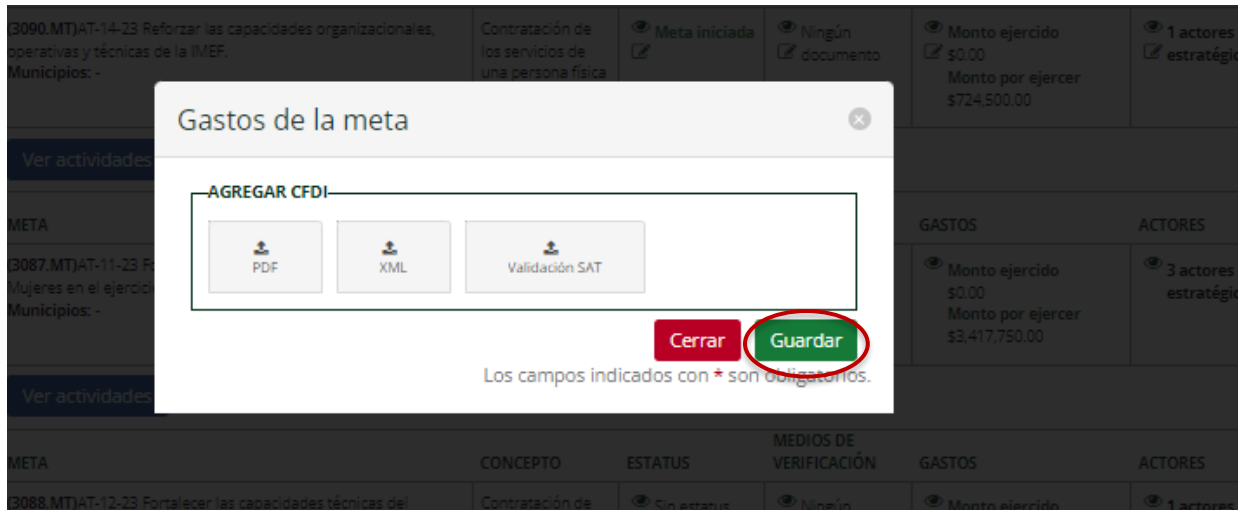 (3090.MT)AT-14-23 Reforzar las capacidades organizacionales,
operativas y técnicas de la IMEF.
Municipios: -
Contratación de
los servicios de
una persona física
Meta iniciada
Ningún
documento
Monto ejercido
$0.00
Monto por ejercer
$724,500.00
1 actores
estratégic
Gastos de la meta
Ver actividades
AGREGAR CFDI
PDF
XML
Validación SAT
META
GASTOS
ACTORES
(3087.MT)AT-11-23 Fo
Mujeres en el ejercici
Municipios: -
Monto ejercido
$0.00
Monto por ejercer
$3,417,750.00
3 actores
estratégic
Cerrar
Guardar
Los campos indicados con * son obligatorios.
Ver actividades
META
CONCEPTO
ESTATUS
MEDIOS DE
VERIFICACIÓN
GASTOS
ACTORES
(3088.MT)AT-12-23 Fortalecer las capacidades técnicas del
Contratación de
Sin estatus
Ningún
Monto ejercido
1 actores